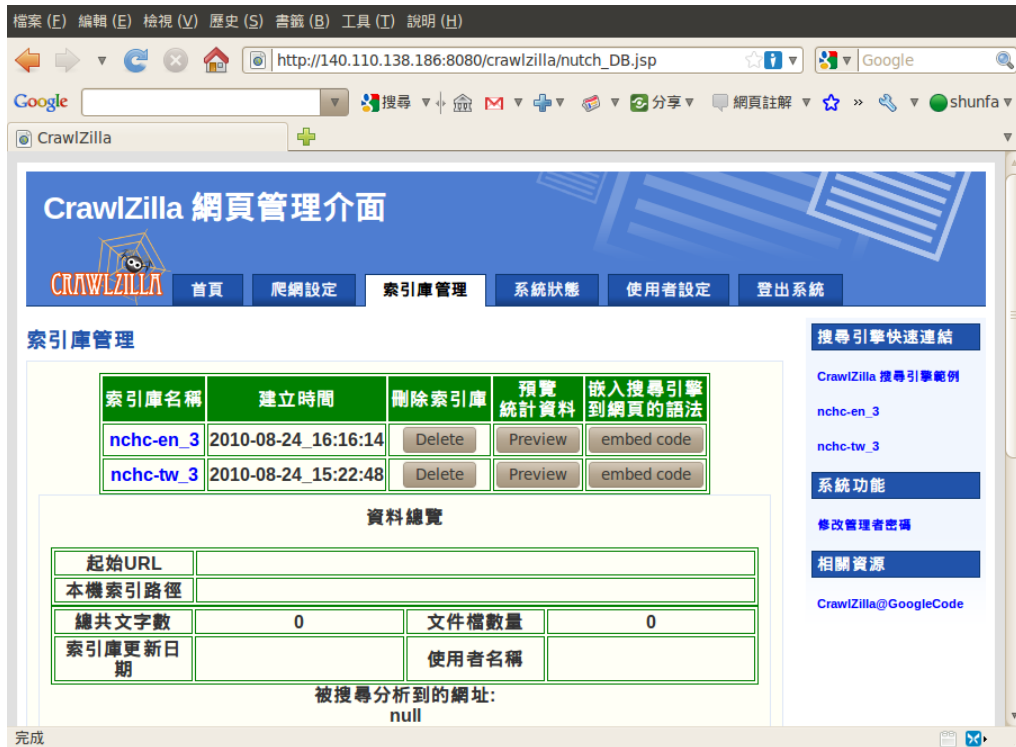 檔案 (F) 編輯 (E) 檢視 (V) 歷史 (S) 書籤 (B) 工具 (T) 說明 (H)
http://140.110.138.186:8080/crawlzilla/nutch_DB.jsp
Google
Google
搜尋
分享
網頁註解
»
shunfa
CrawlZilla
CrawlZilla 網頁管理介面
CRAWLZILLA
首頁
爬網設定
索引庫管理
系統狀態
使用者設定
登出系統
索引庫管理
索引庫名稱 建立時間 刪除索引庫 預覽統計資料 嵌入搜尋引擎到網頁的語法
nchc-en_3 2010-08-24_16:16:14 Delete Preview embed code
nchc-tw_3 2010-08-24_15:22:48 Delete Preview embed code
資料總覽
起始URL
本機索引路徑
總共文字數 0 文件檔數量 0
索引庫更新日期 使用者名稱
被搜尋分析到的網址:
null
搜尋引擎快速連結
CrawlZilla 搜尋引擎範例
nchc-en_3
nchc-tw_3
系統功能
修改管理者密碼
相關資源
CrawlZilla@GoogleCode
完成